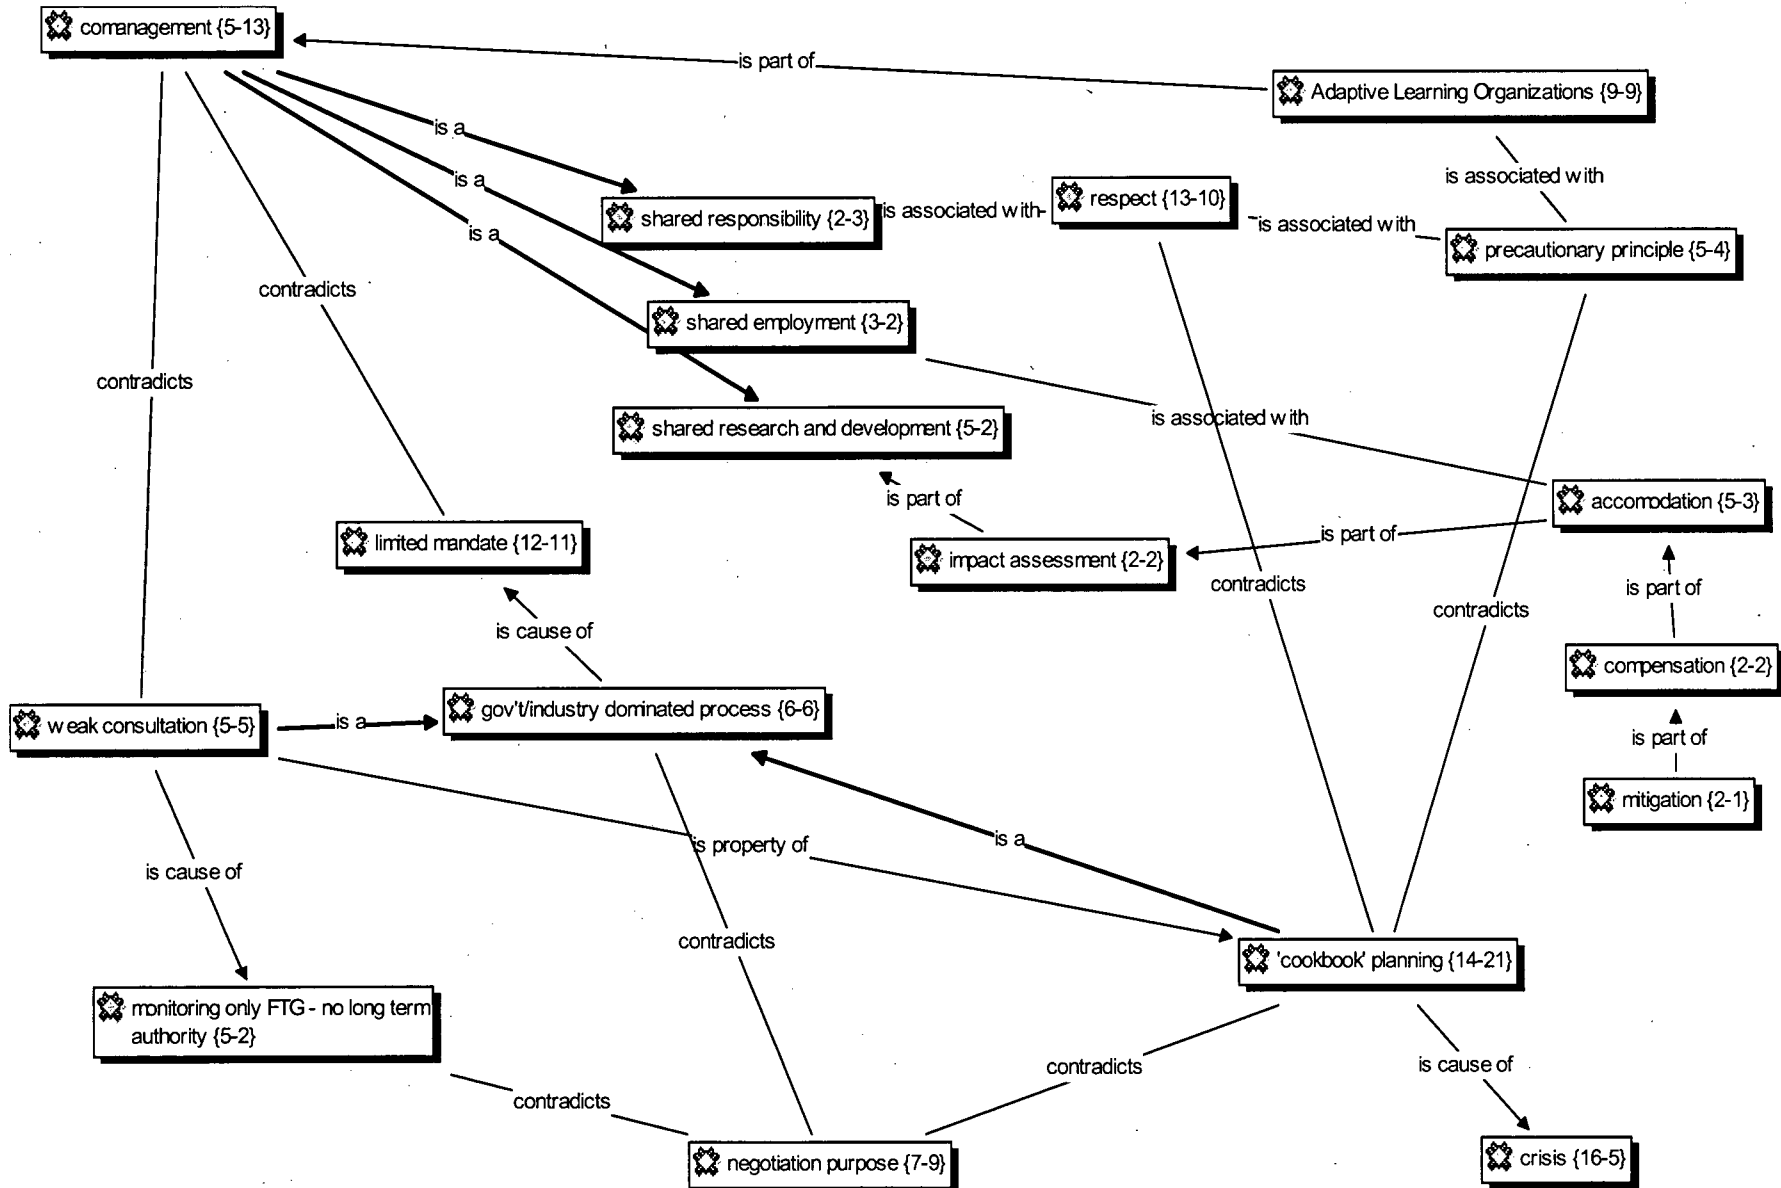 comanagement {5-13}
is part of
Adaptive Learning Organizations {9-9}
is a
is associated with
is a
respect {13-10}
shared responsibility {2-3}
is associated with
is associated with
is a
precautionary principle {5-4}
contradicts
shared employment {3-2}
contradicts
is associated with
shared research and development {5-2}
is part of
accomodation {5-3}
is part of
limited mandate {12-11}
impact assessment {2-2}
contradicts
is part of
contradicts
is cause of
compensation {2-2}
gov't/industry dominated process {6-6}
weak consultation {5-5}
is a
is part of
mitigation {2-1}
is a
is property of
is cause of
contradicts
'cookbook' planning {14-21}
monitoring only FTG - no long term
authority {5-2}
contradicts
is cause of
contradicts
negotiation purpose {7-9}
crisis {16-5}